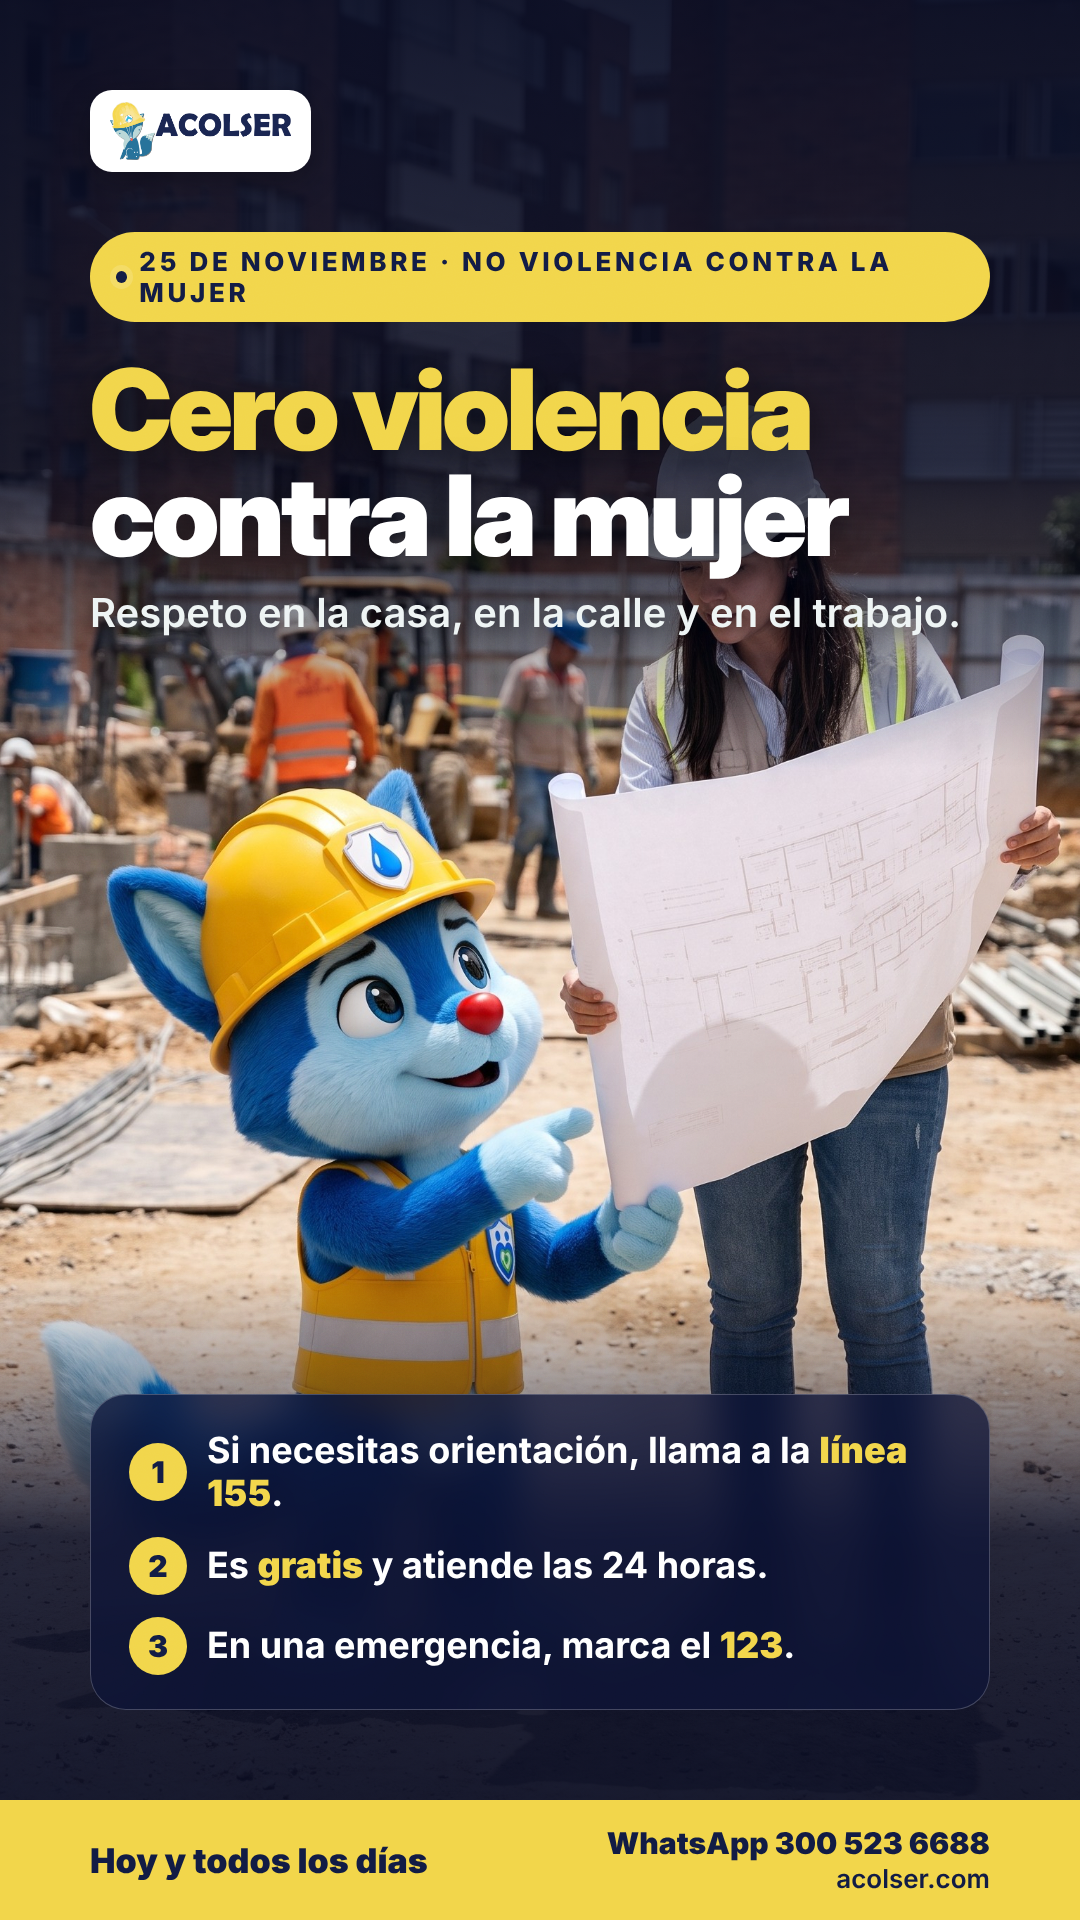 ACOLSER
25 DE NOVIEMBRE · NO VIOLENCIA CONTRA LA
MUJER
Cero violencia
contra la mujer
Respeto en la casa, en la calle y en el trabajo.
1 Si necesitas orientación, llama a la línea
155.
2 Es gratis y atiende las 24 horas.
3 En una emergencia, marca el 123.
Hoy y todos los días
WhatsApp 300 523 6688
acolser.com